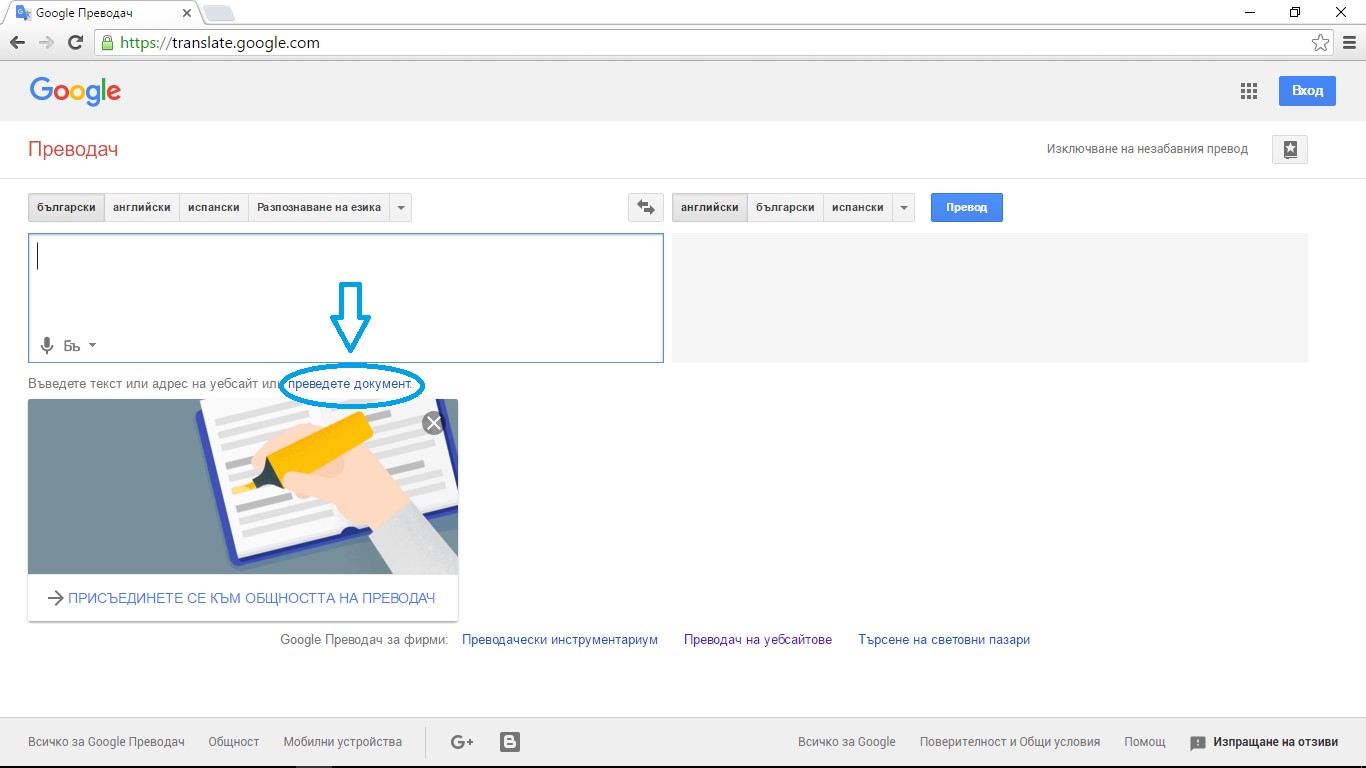 Google Преводач
https://translate.google.com
Google
Вход
Преводач
Изключване на незабавния превод
български английски испански Разпознаване на езика
английски български испански Превод
Бъ
Въведете текст или адрес на уебсайт или преведете документ.
ПРИСЪЕДИНЕТЕ СЕ КЪМ ОБЩНОСТТА НА ПРЕВОДАЧ
Google Преводач за фирми: Преводачески инструментариум Преводач на уебсайтове Търсене на световни пазари
Всичко за Google Преводач Общност Мобилни устройства G+ B Всичко за Google Поверителност и Общи условия Помощ Изпращане на отзиви